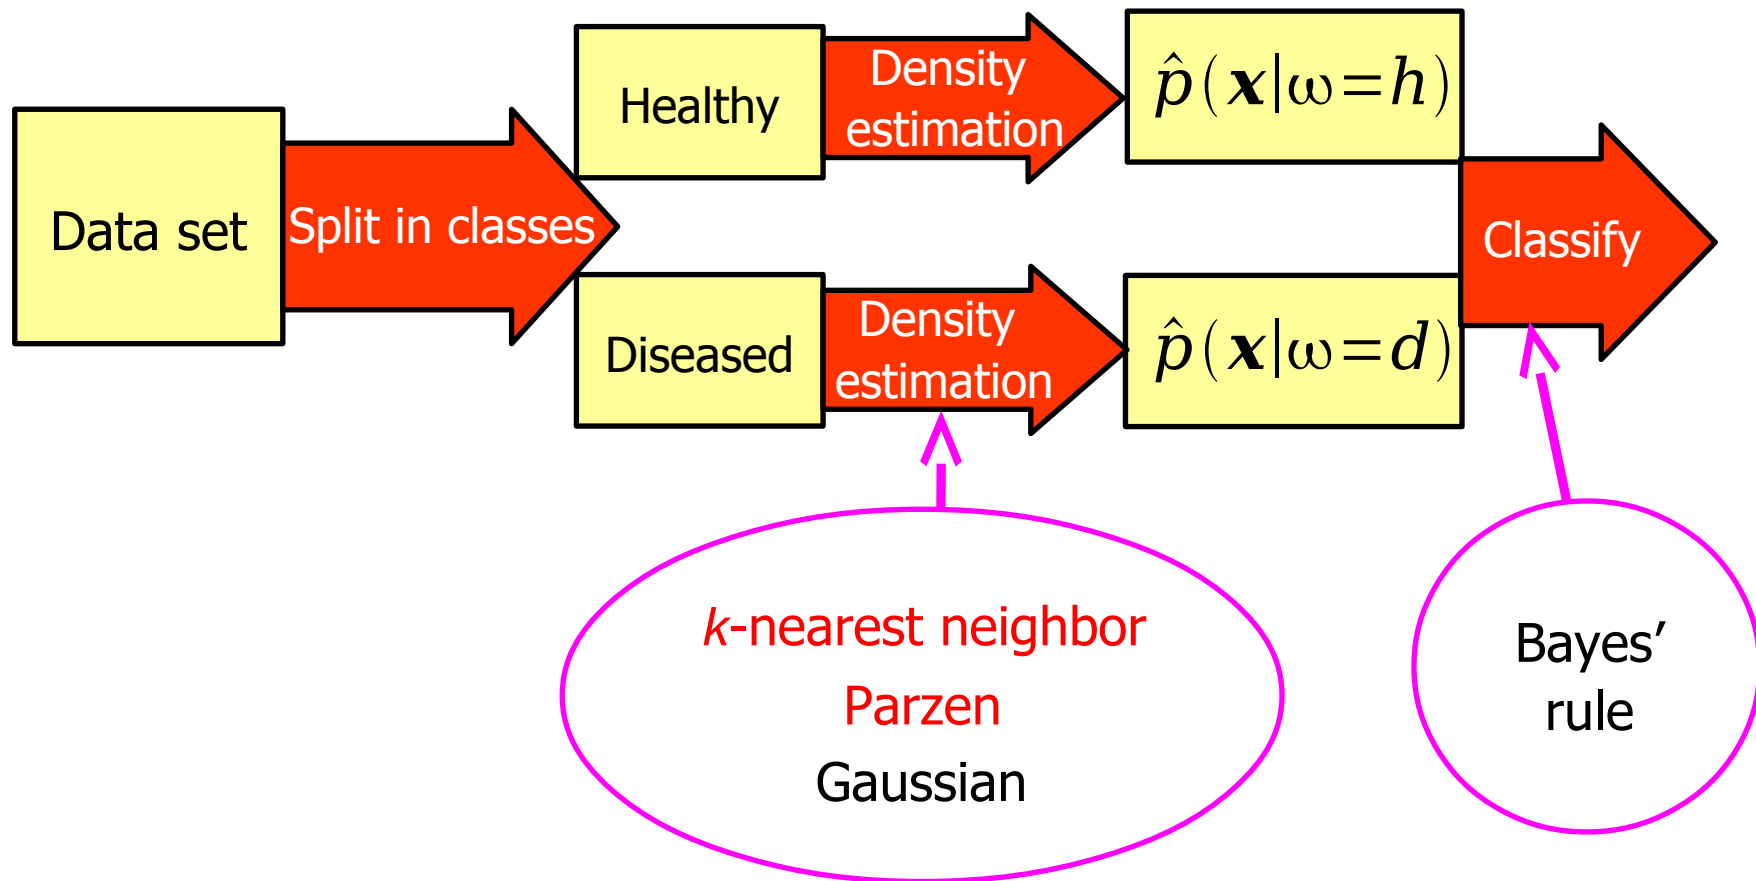 Data set
Split in classes
Healthy
Density
estimation
p̂(x|ω=h)
Diseased
Density
estimation
p̂(x|ω=d)
Classify
k-nearest neighbor
Parzen
Gaussian
Bayes’
rule